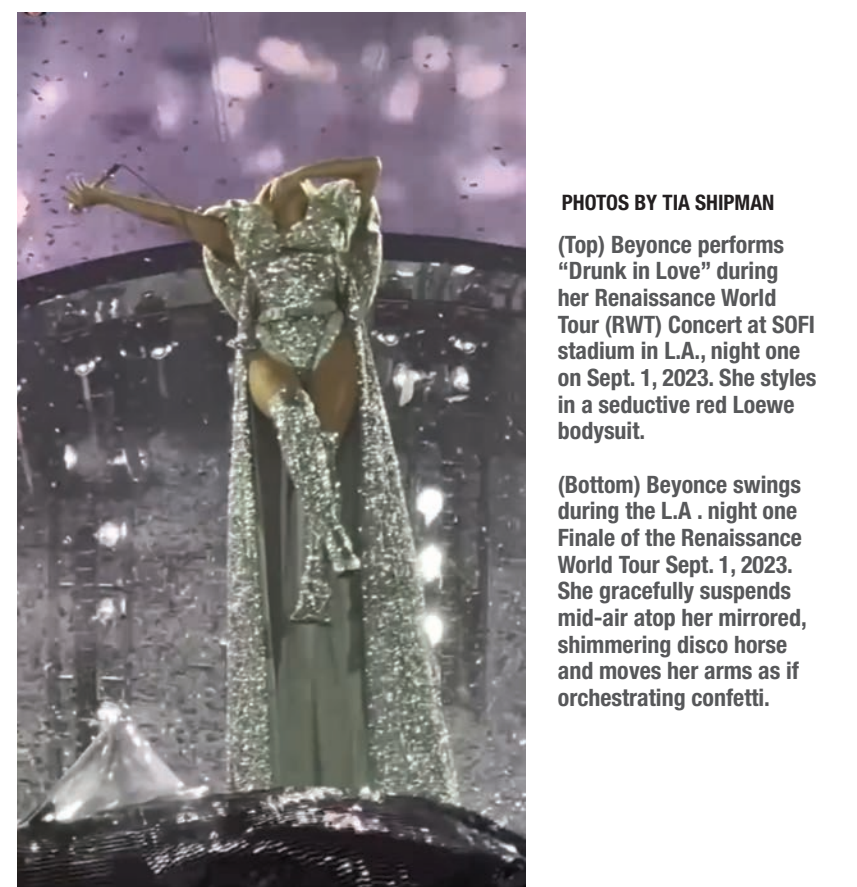 PHOTOS BY TIA SHIPMAN
(Top) Beyonce performs
“Drunk in Love” during
her Renaissance World
Tour (RWT) Concert at SOFI
stadium in L.A., night one
on Sept. 1, 2023. She styles
in a seductive red Loewe
bodysuit.
(Bottom) Beyonce swings
during the L.A . night one
Finale of the Renaissance
World Tour Sept. 1, 2023.
She gracefully suspends
mid-air atop her mirrored,
shimmering disco horse
and moves her arms as if
orchestrating confetti.